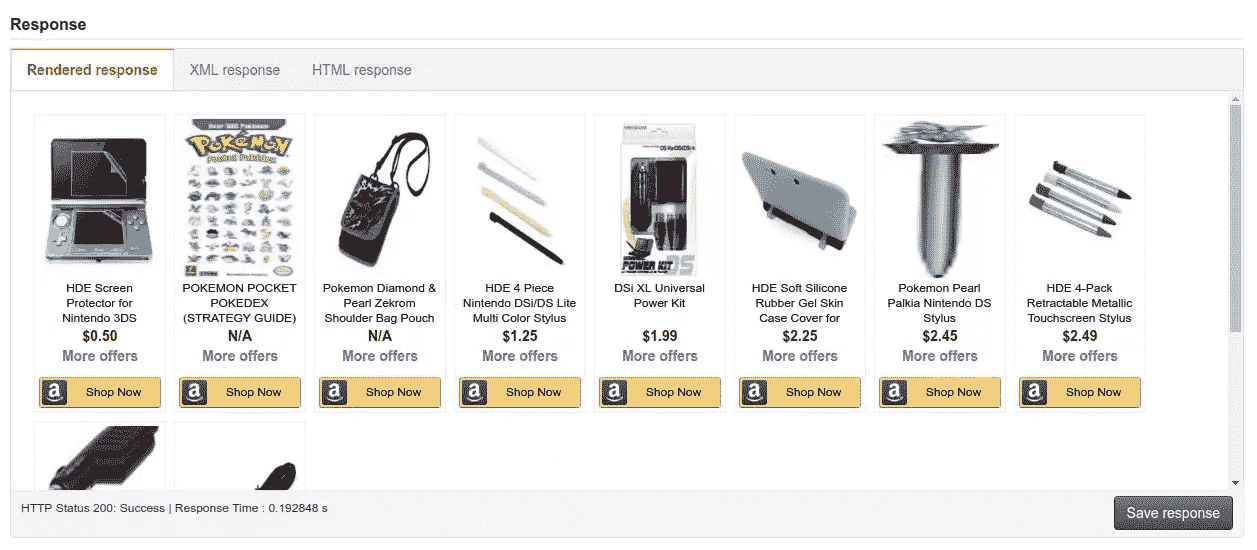 Response
Rendered response XML response HTML response
HDE Screen
Protector for
Nintendo 3DS
$0.50
More offers
Shop Now
POKEMON POCKET
POKEDEX
(STRATEGY GUIDE)
N/A
More offers
Shop Now
Pokemon Diamond &
Pearl Zekrom
Shoulder Bag Pouch
N/A
More offers
Shop Now
HDE 4 Piece
Nintendo DSi/DS Lite
Multi Color Stylus
$1.25
More offers
Shop Now
DSi XL Universal
Power Kit
$1.99
More offers
Shop Now
HDE Soft Silicone
Rubber Gel Skin
Case Cover for
$2.25
More offers
Shop Now
Pokemon Pearl
Palkia Nintendo DS
Stylus
$2.45
More offers
Shop Now
HDE 4-Pack
Retractable Metallic
Touchscreen Stylus
$2.49
More offers
Shop Now
POKéMON
POWER KIT
DS
HTTP Status 200: Success | Response Time : 0.192848 s
Save response